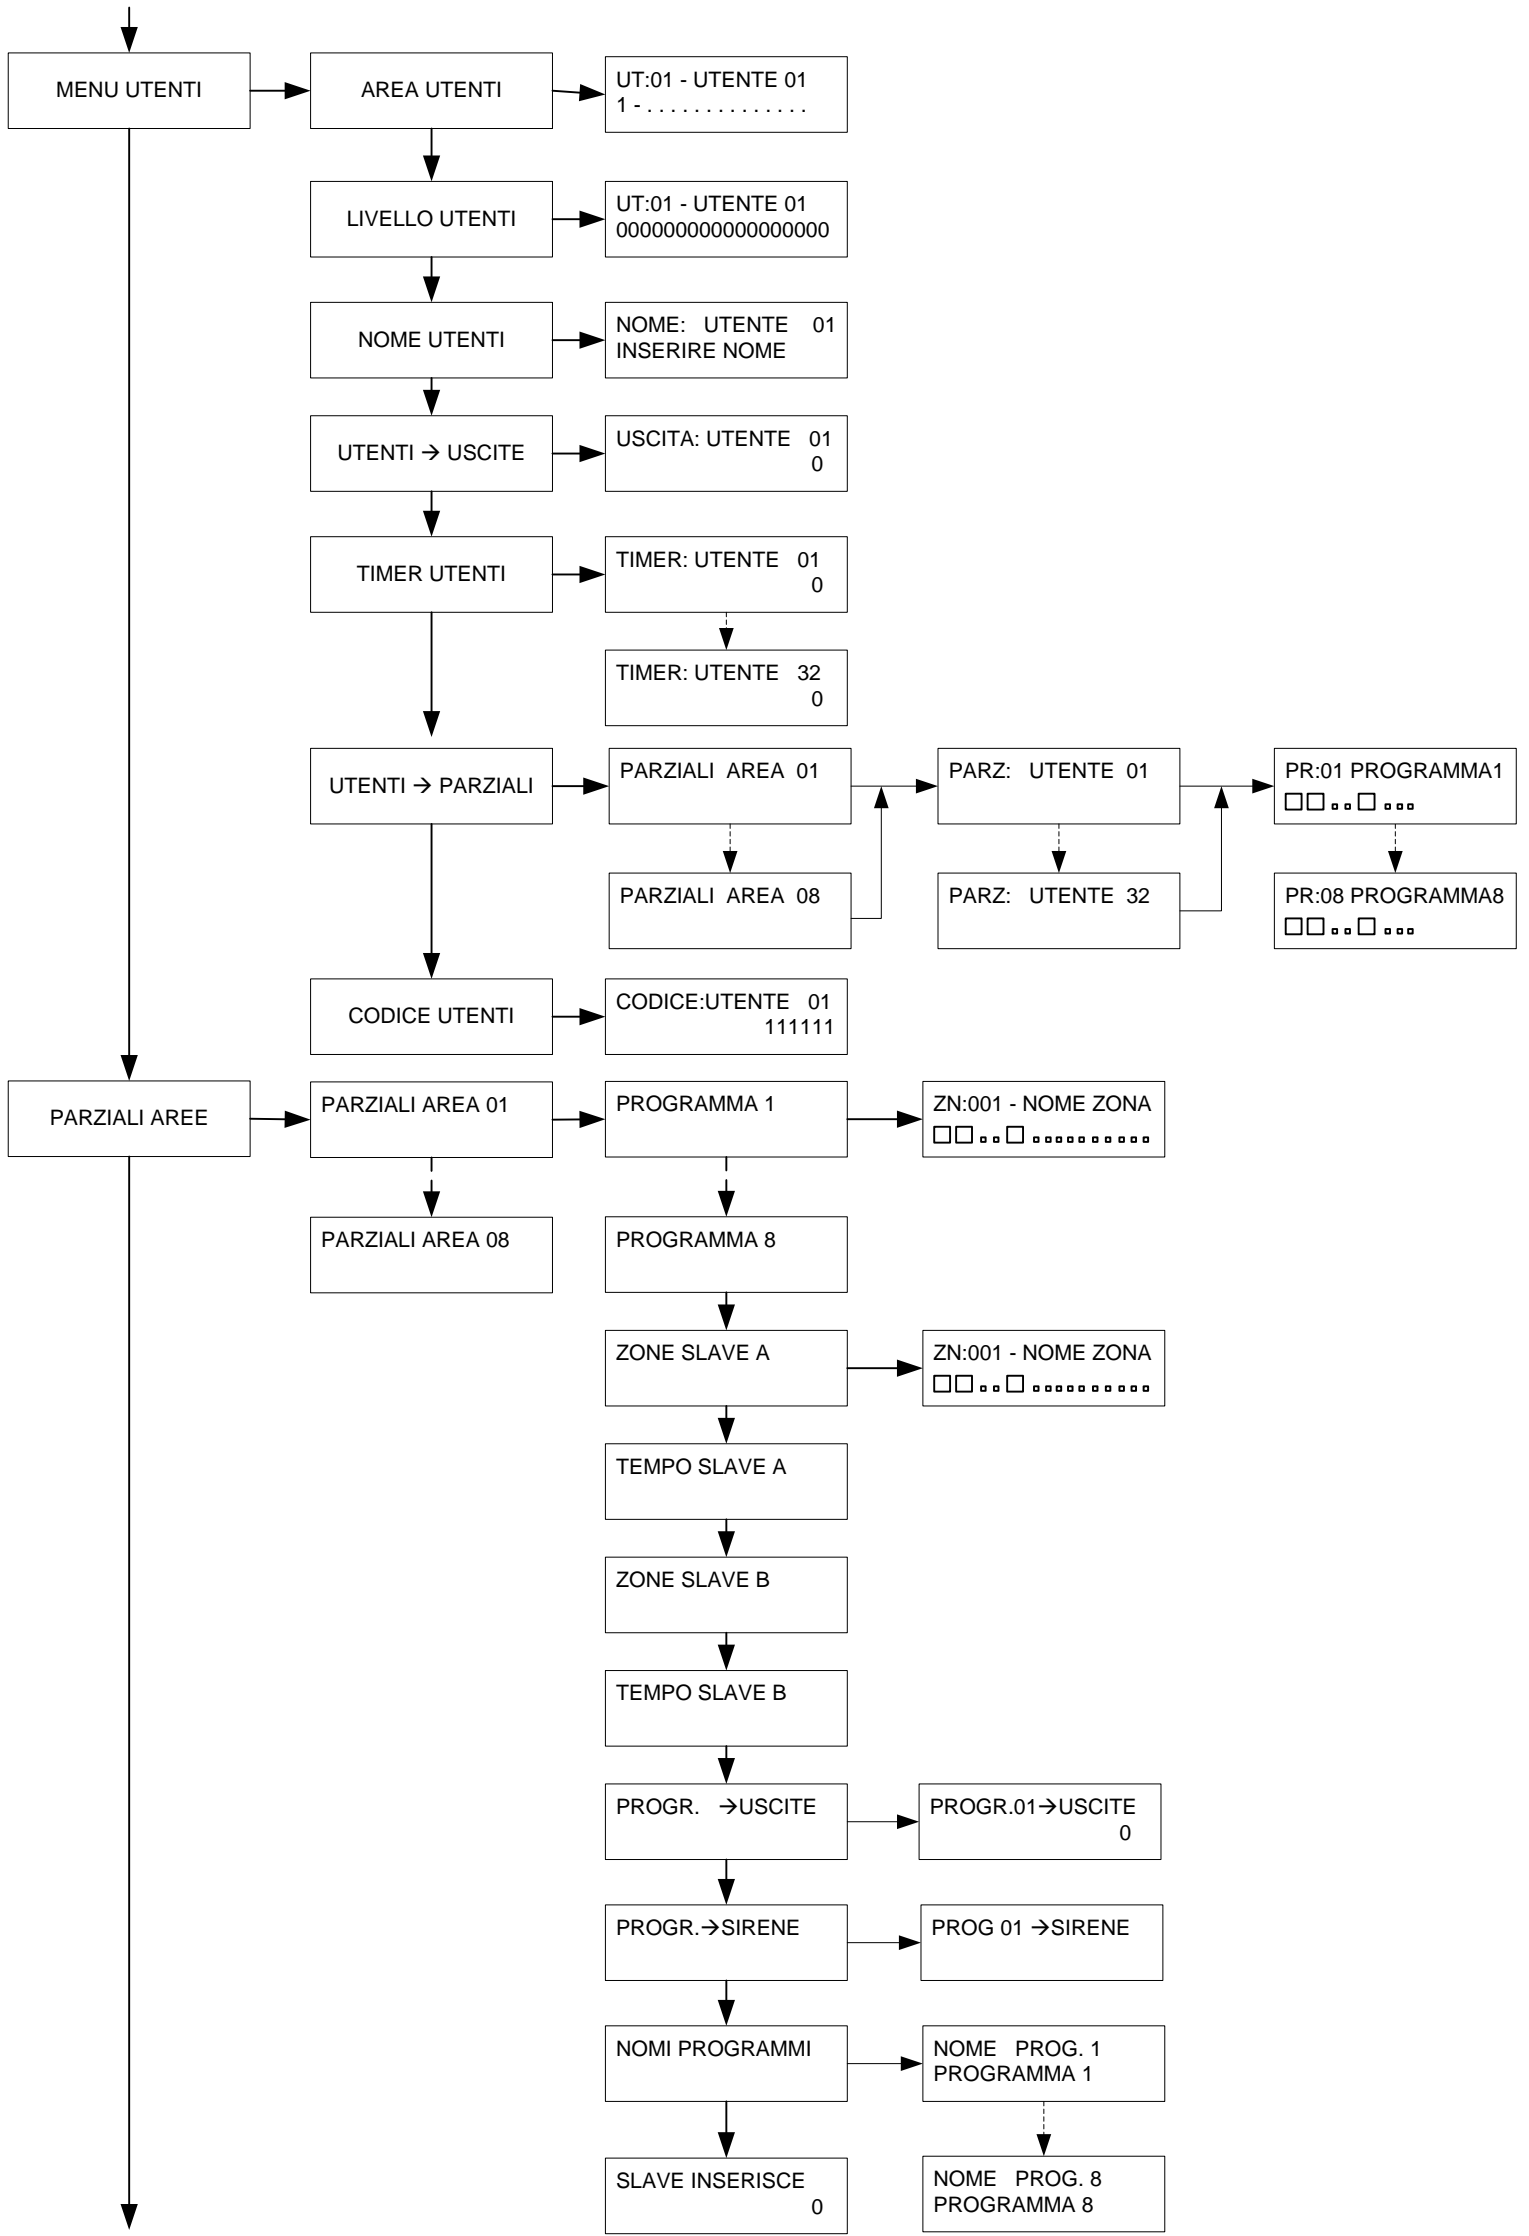 MENU UTENTI
AREA UTENTI
UT:01 - UTENTE 01
1 - . . . . . . . . . . . . . .
LIVELLO UTENTI
UT:01 - UTENTE 01
000000000000000000
NOME UTENTI
NOME: UTENTE 01
INSERIRE NOME
UTENTI → USCITE
USCITA: UTENTE 01
0
TIMER UTENTI
TIMER: UTENTE 01
0
TIMER: UTENTE 32
0
UTENTI → PARZIALI
PARZIALI AREA 01
PARZ: UTENTE 01
PR:01 PROGRAMMA1
□□..□...
PARZIALI AREA 08
PARZ: UTENTE 32
PR:08 PROGRAMMA8
□□..□...
CODICE UTENTI
CODICE:UTENTE 01
111111
PARZIALI AREE
PARZIALI AREA 01
PROGRAMMA 1
ZN:001 - NOME ZONA
□□..□..........
PARZIALI AREA 08
PROGRAMMA 8
ZONE SLAVE A
ZN:001 - NOME ZONA
□□..□..........
TEMPO SLAVE A
ZONE SLAVE B
TEMPO SLAVE B
PROGR. →USCITE
PROGR.01→USCITE
0
PROGR.→SIRENE
PROG 01 →SIRENE
NOMI PROGRAMMI
NOME PROG. 1
PROGRAMMA 1
SLAVE INSERISCE
0
NOME PROG. 8
PROGRAMMA 8